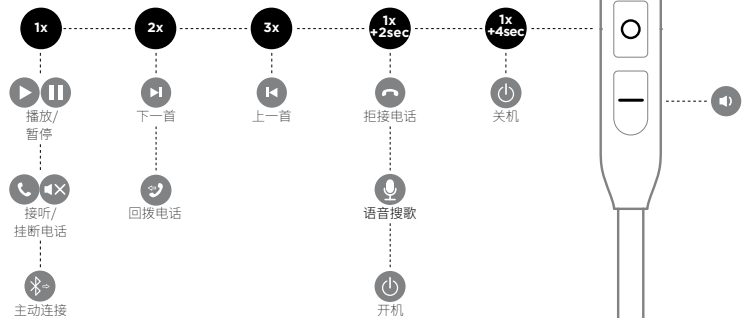 1x
2x
3x
1x
+2sec
1x
+4sec
播放/
暂停
下一首
上一首
拒接电话
关机
接听/
挂断电话
回拨电话
语音搜歌
主动连接
开机